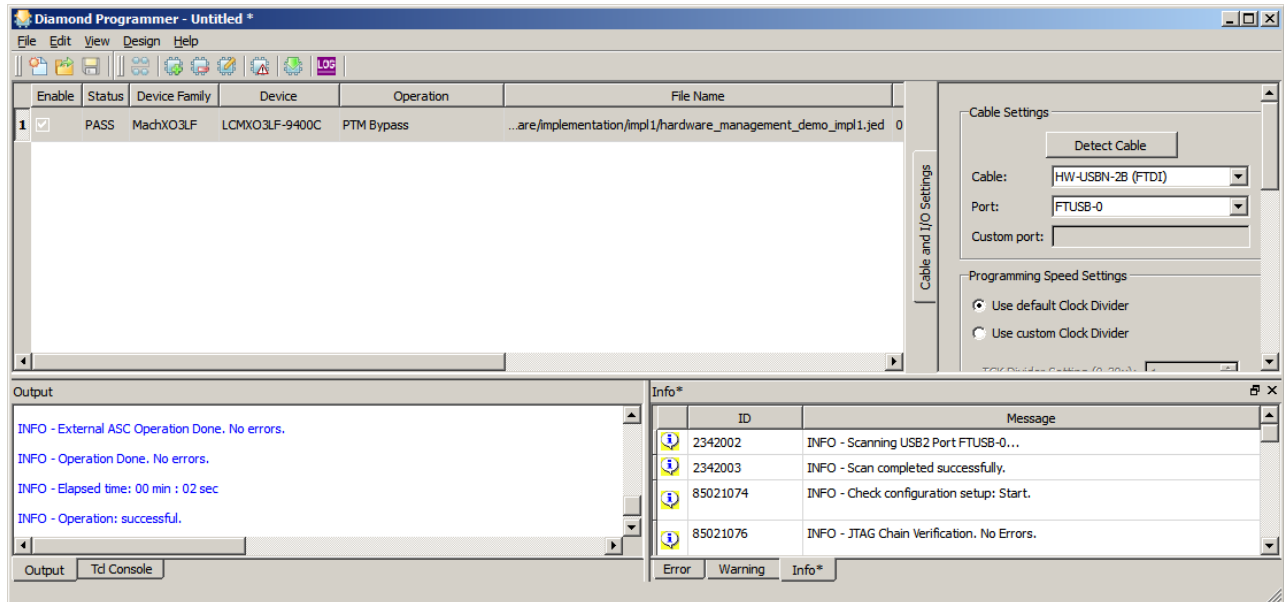 Diamond Programmer - Untitled *
File Edit View Design Help
LOG
Enable Status Device Family Device Operation File Name
1 PASS MachXO3LF LCMXO3LF-9400C PTM Bypass ...are/implementation/impl1/hardware_management_demo_impl1.jed 0
Cable and I/O Settings
Cable Settings
Detect Cable
Cable: HW-USBN-2B (FTDI)
Port: FTUSB-0
Custom port:
Programming Speed Settings
Use default Clock Divider
Use custom Clock Divider
Output
INFO - External ASC Operation Done. No errors.
INFO - Operation Done. No errors.
INFO - Elapsed time: 00 min : 02 sec
INFO - Operation: successful.
Output Tcl Console
Info*
ID Message
2342002 INFO - Scanning USB2 Port FTUSB-0...
2342003 INFO - Scan completed successfully.
85021074 INFO - Check configuration setup: Start.
85021076 INFO - JTAG Chain Verification. No Errors.
Error Warning Info*